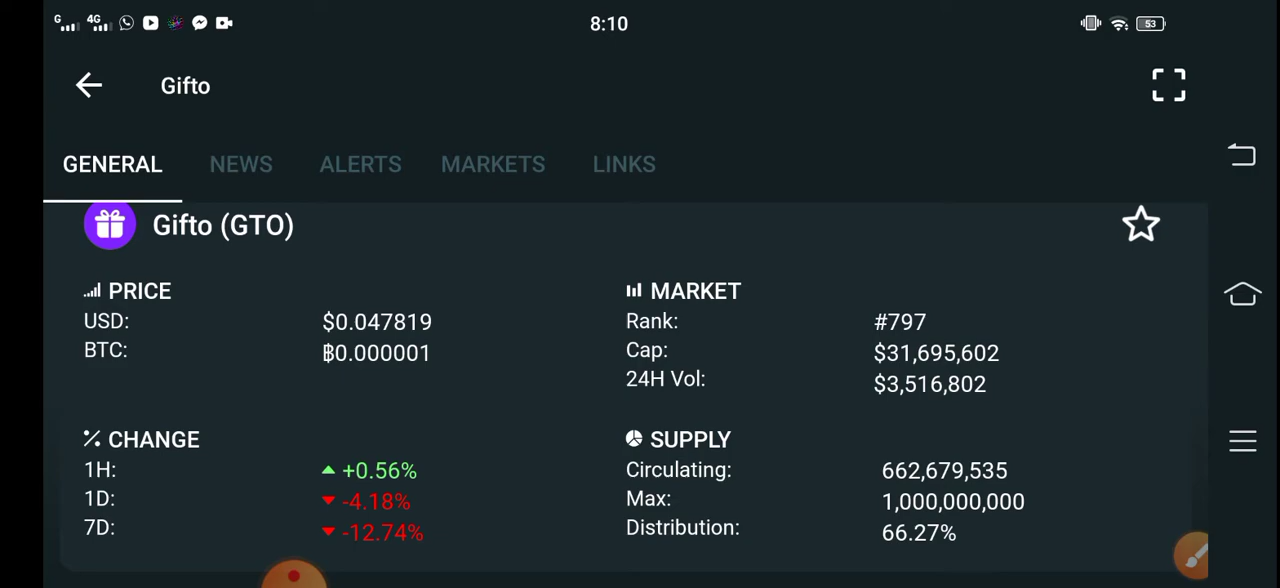 G 4G 8:10 53
Gifto
GENERAL NEWS ALERTS MARKETS LINKS
Gifto (GTO)
PRICE
USD: $0.047819
BTC: ฿0.000001
MARKET
Rank: #797
Cap: $31,695,602
24H Vol: $3,516,802
CHANGE
1H: +0.56%
1D: -4.18%
7D: -12.74%
SUPPLY
Circulating: 662,679,535
Max: 1,000,000,000
Distribution: 66.27%